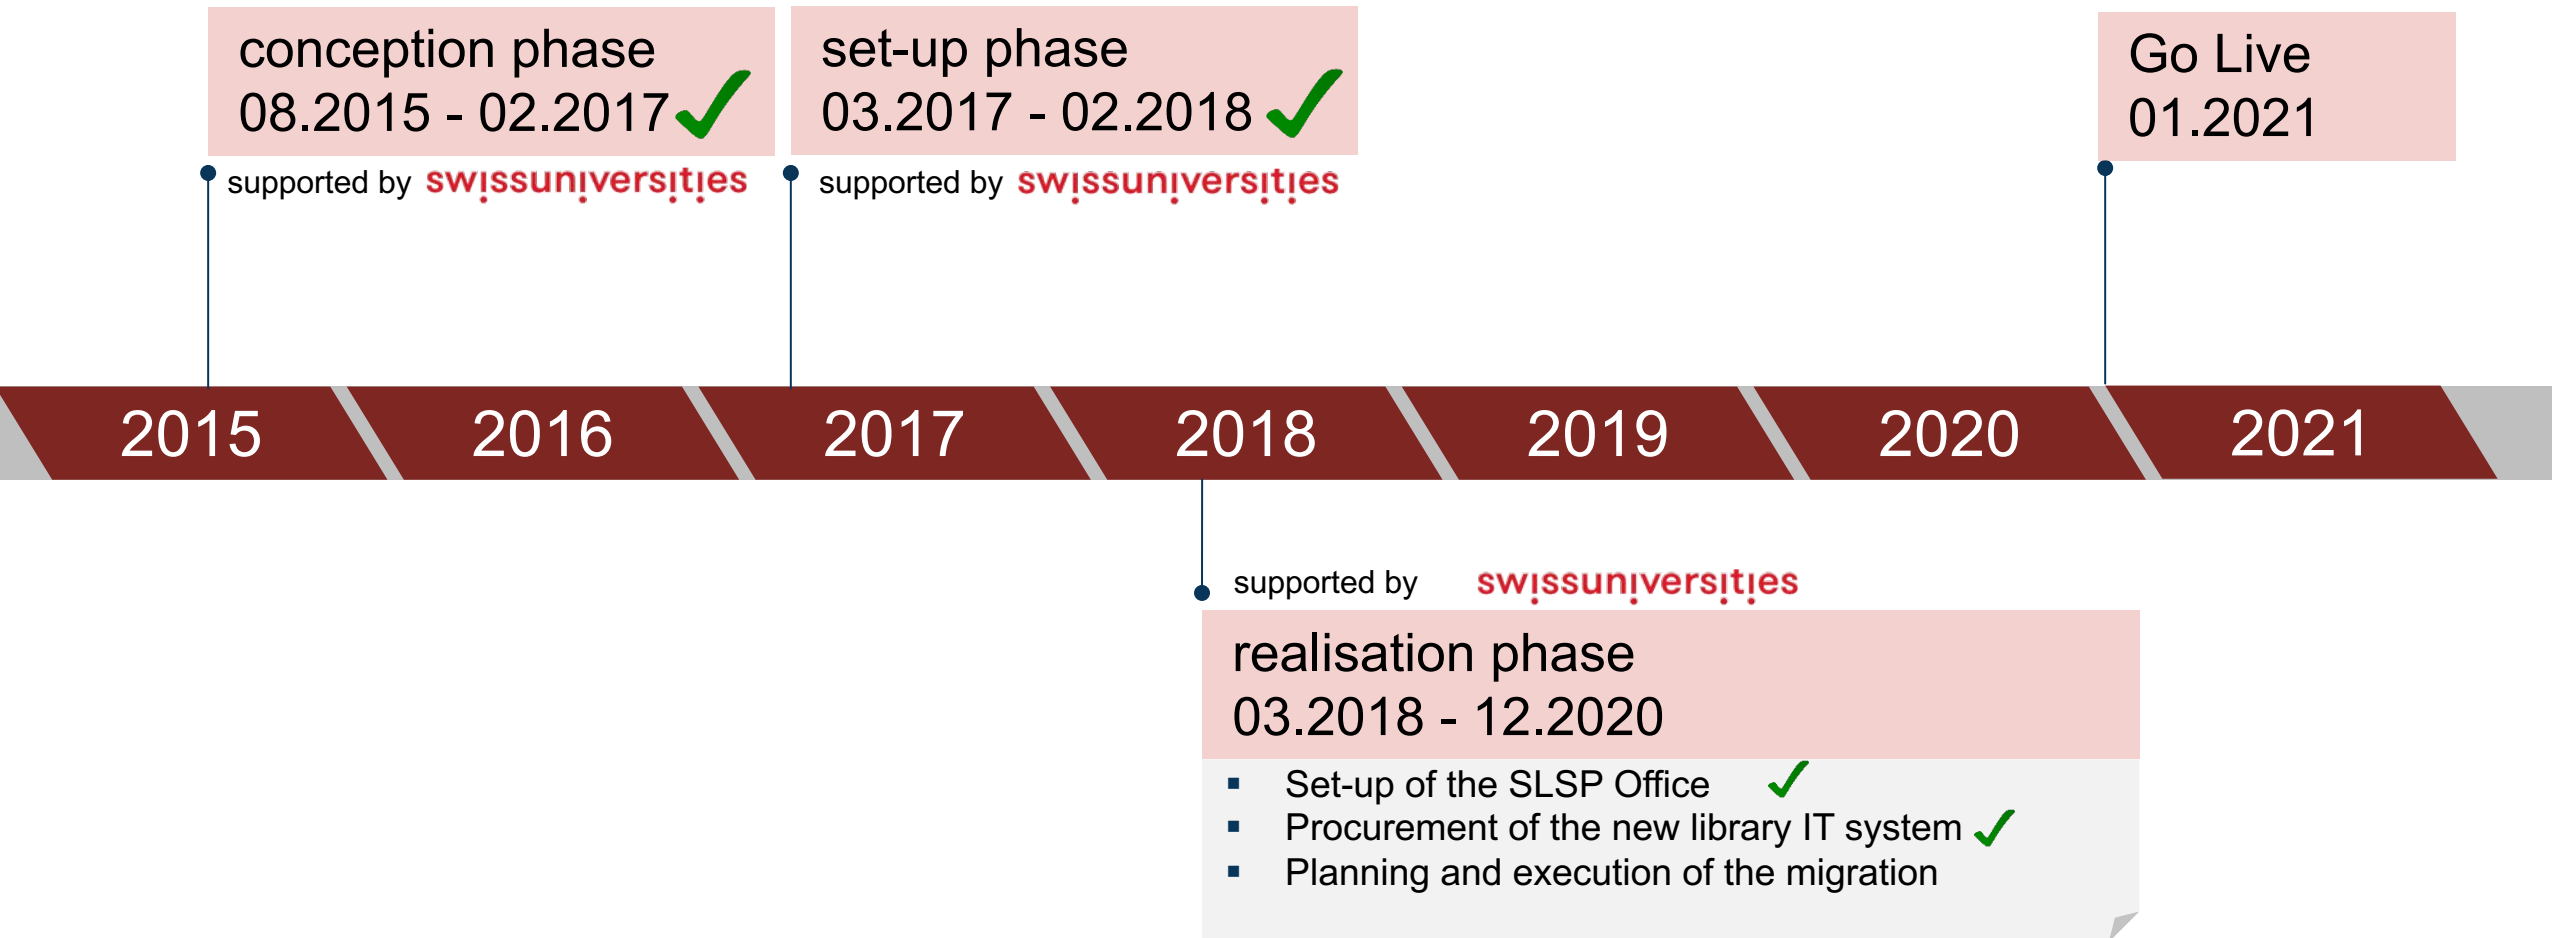 conception phase
08.2015 - 02.2017
supported by swissuniversities
set-up phase
03.2017 - 02.2018
supported by swissuniversities
Go Live
01.2021
2015 2016 2017 2018 2019 2020 2021
supported by swissuniversities
realisation phase
03.2018 - 12.2020
▪ Set-up of the SLSP Office
▪ Procurement of the new library IT system
▪ Planning and execution of the migration